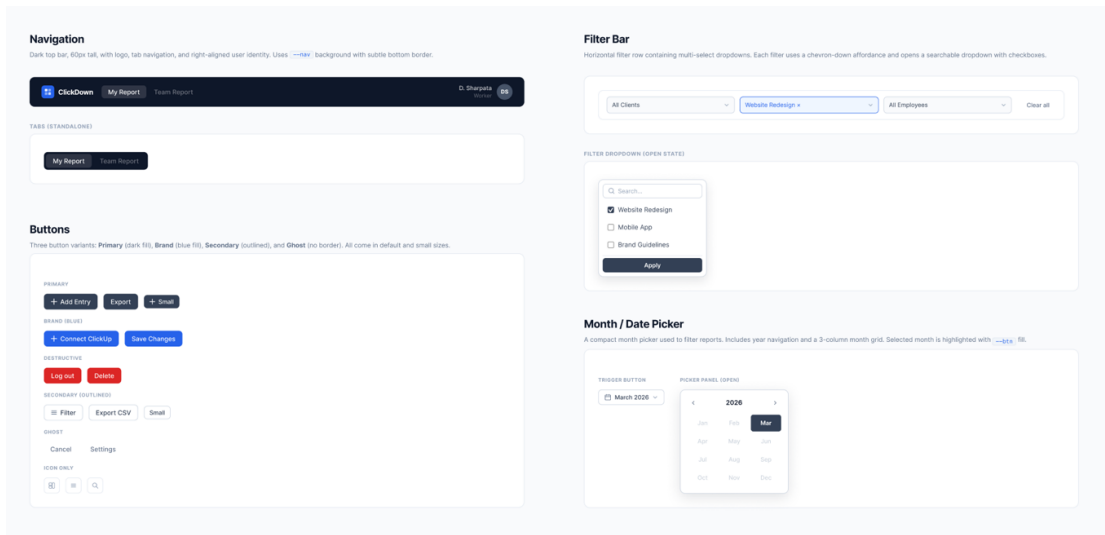 Navigation
Dark top bar, 60px tall, with logo, tab navigation, and right-aligned user identity. Uses --nav background with subtle bottom border.
ClickDown
My Report
Team Report
D. Sharpata
Bitmar
DS
TABS (STANDALONE)
My Report
Team Report
Buttons
Three button variants: Primary (dark fill), Brand (blue fill), Secondary (outlined), and Ghost (no border). All come in default and small sizes.
PRIMARY
+ Add Entry
Export
+ Small
BRAND (BLUE)
+ Connect ClickUp
Save Changes
DESTRUCTIVE
Log out
Delete
SECONDARY (OUTLINED)
Filter
Export CSV
Small
GHOST
Cancel
Settings
ICON ONLY
Filter Bar
Horizontal filter row containing multi-select dropdowns. Each filter uses a chevron-down affordance and opens a searchable dropdown with checkboxes.
All Clients
Website Redesign ×
All Employees
Clear all
FILTER DROPDOWN (OPEN STATE)
Search...
Website Redesign
Mobile App
Brand Guidelines
Apply
Month / Date Picker
A compact month picker used to filter reports. Includes year navigation and a 3-column month grid. Selected month is highlighted with --btn fill.
TRIGGER BUTTON
March 2026
PICKER PANEL (OPEN)
‹ 2026 ›
Jan Feb Mar
Apr May Jun
Jul Aug Sep
Oct Nov Dec